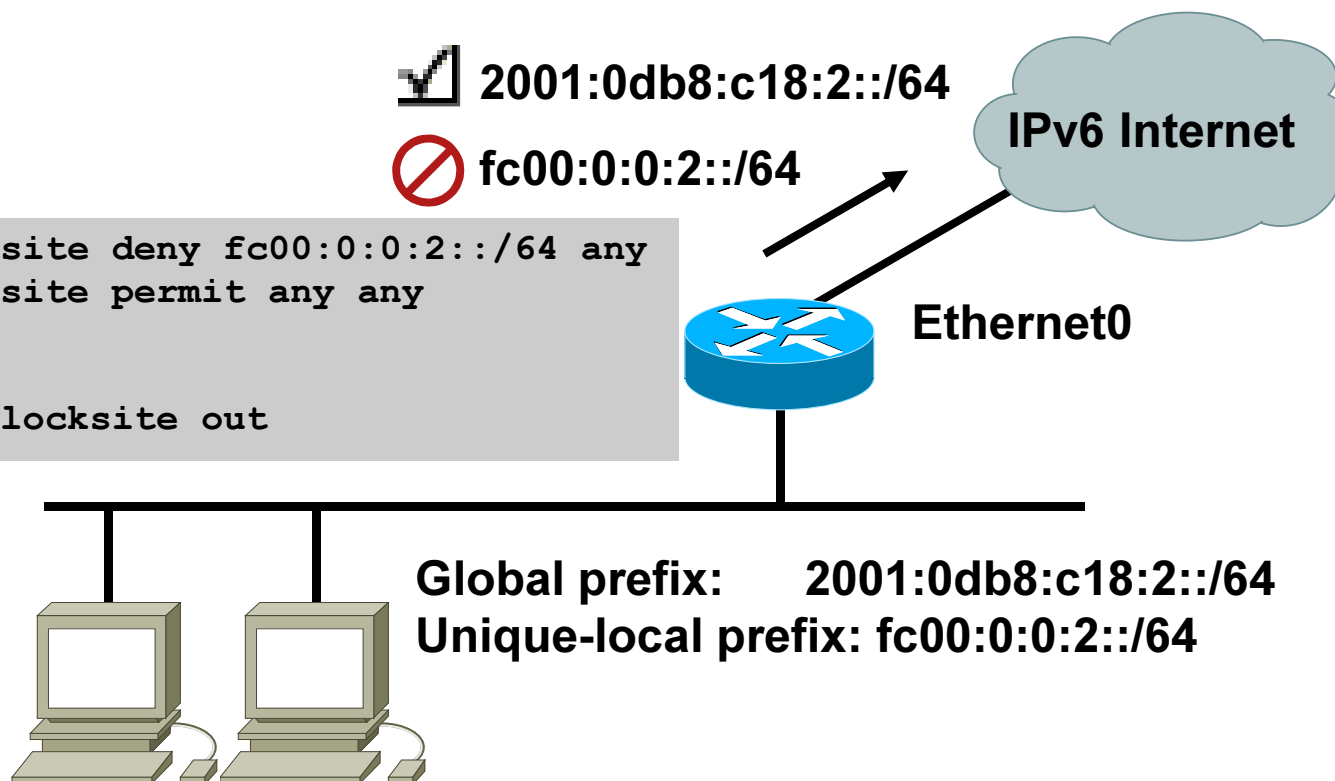 2001:0db8:c18:2::/64
fc00:0:0:2::/64
IPv6 Internet
site deny fc00:0:0:2::/64 any
site permit any any
locksite out
Ethernet0
Global prefix: 2001:0db8:c18:2::/64
Unique-local prefix: fc00:0:0:2::/64